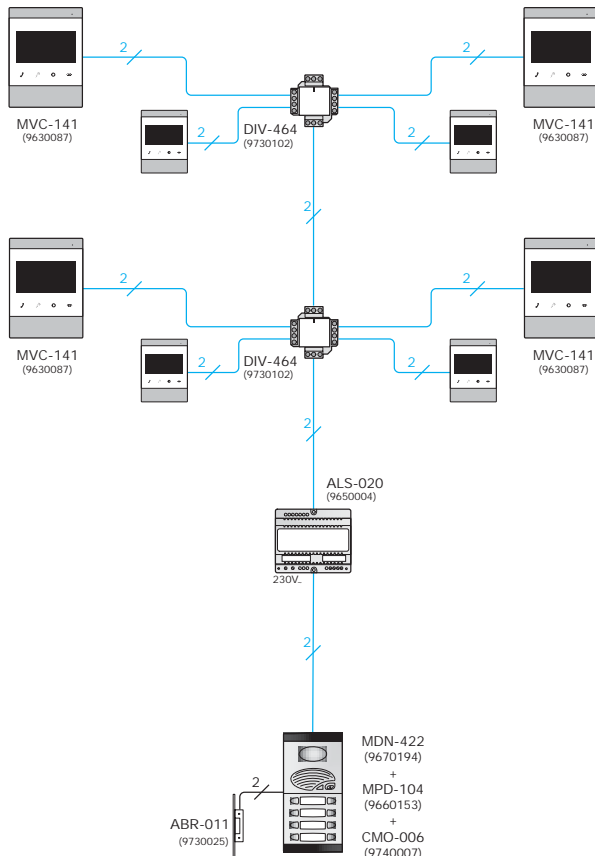 2
2
MVC-141
(9630087)
2
DIV-464
(9730102)
2
MVC-141
(9630087)
2
2
2
MVC-141
(9630087)
2
DIV-464
(9730102)
2
MVC-141
(9630087)
2
ALS-020
(9650004)
230V
2
MDN-422
(9670194)
+
MPD-104
(9660153)
+
CMO-006
(9740007)
2
ABR-011
(9730025)